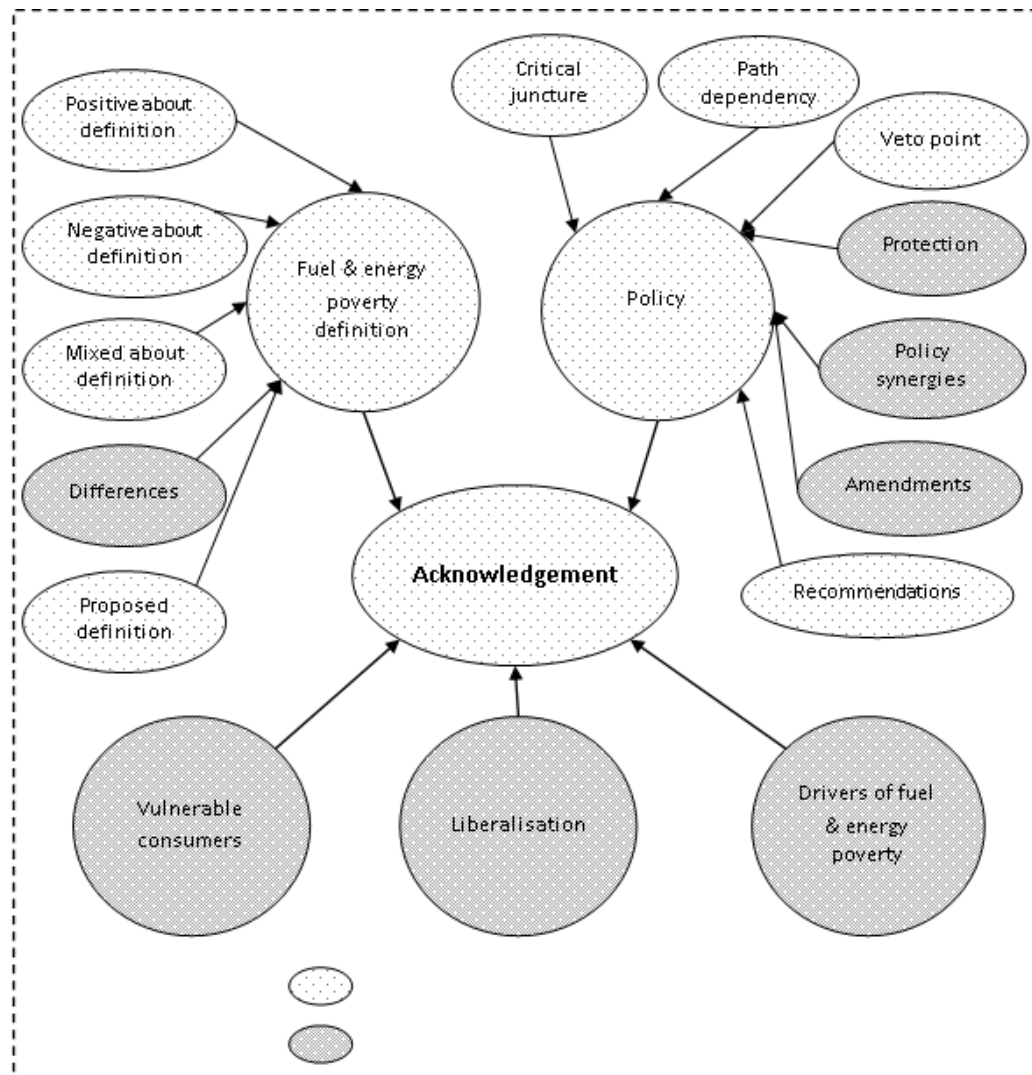 Positive about
definition
Negative about
definition
Mixed about
definition
Differences
Proposed
definition
Fuel & energy
poverty
definition
Critical
juncture
Path
dependency
Veto point
Protection
Policy
synergies
Amendments
Recommendations
Policy
Acknowledgement
Vulnerable
consumers
Liberalisation
Drivers of fuel
& energy
poverty